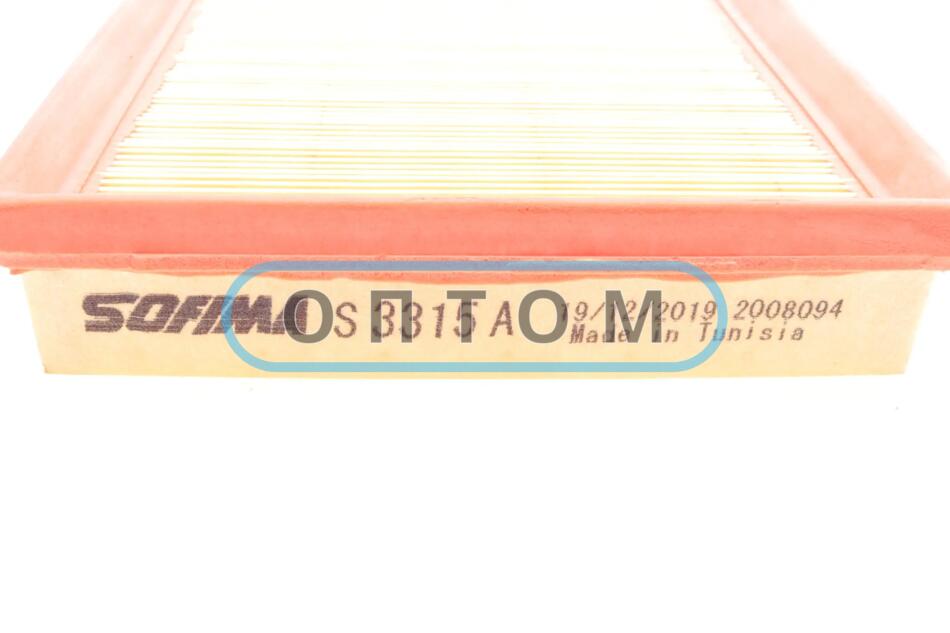 SOFIMA S 3315 A 19/12/2019 2008094
Made in Tunisia
ОПТОМ